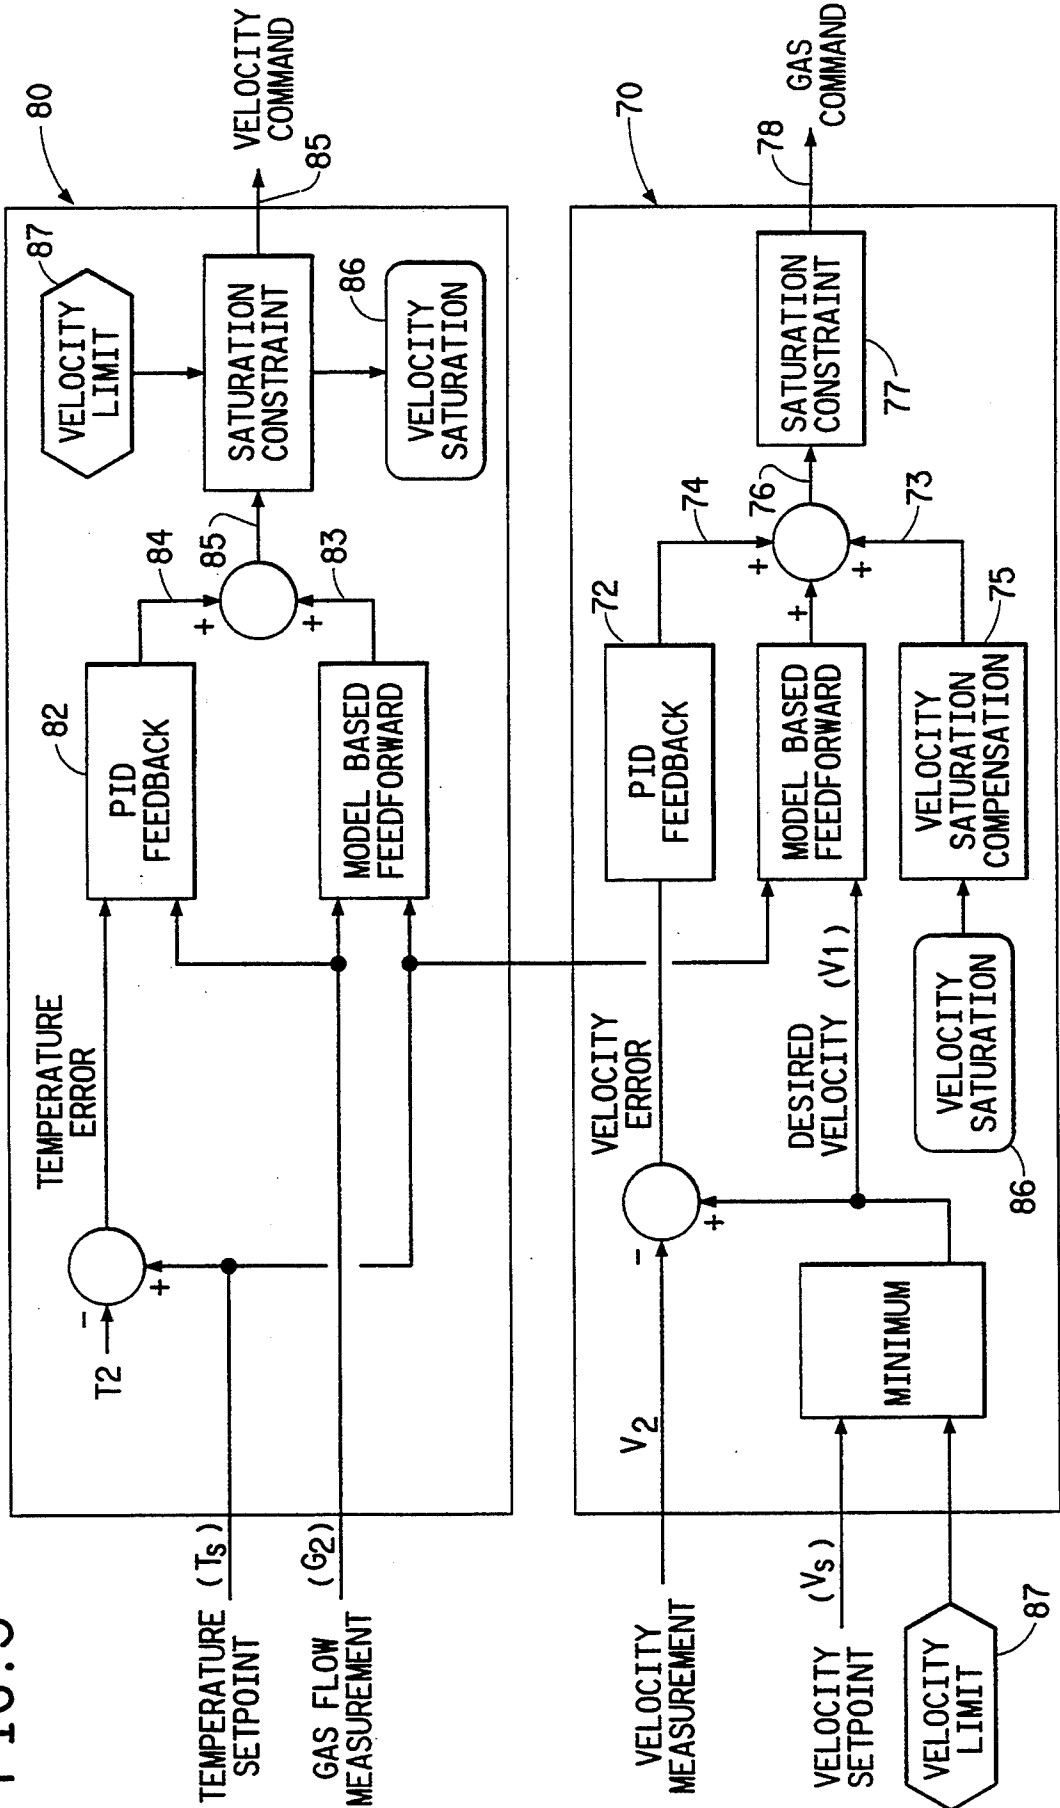 80
VELOCITY
COMMAND
85
87
VELOCITY
LIMIT
SATURATION
CONSTRAINT
86
VELOCITY
SATURATION
84
85
83
+
+
82
PID
FEEDBACK
MODEL BASED
FEEDFORWARD
TEMPERATURE
ERROR
T2
-
+
TEMPERATURE (Ts)
SETPOINT
GAS FLOW (G2)
MEASUREMENT
70
GAS
COMMAND
78
SATURATION
CONSTRAINT
77
74
76
73
+
+
+
72
PID
FEEDBACK
MODEL BASED
FEEDFORWARD
75
VELOCITY
SATURATION
COMPENSATION
VELOCITY
ERROR
DESIRED
VELOCITY (V1)
VELOCITY
SATURATION
86
-
+
V2
MINIMUM
VELOCITY
MEASUREMENT
(Vs)
VELOCITY
SETPOINT
VELOCITY
LIMIT
87